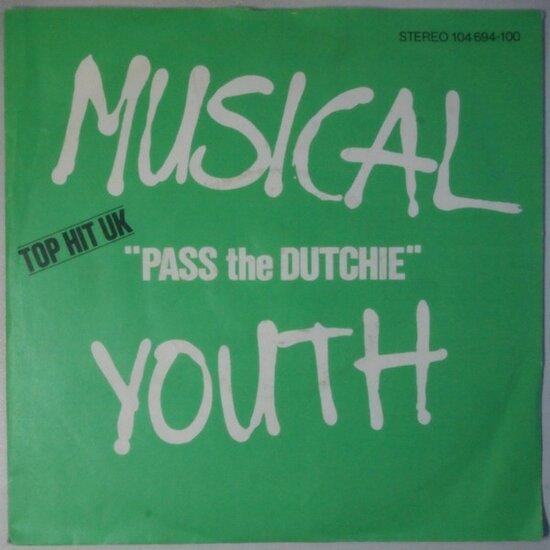 STEREO 104 694-100
MUSICAL
TOP HIT UK
"PASS the DUTCHIE"
YOUTH